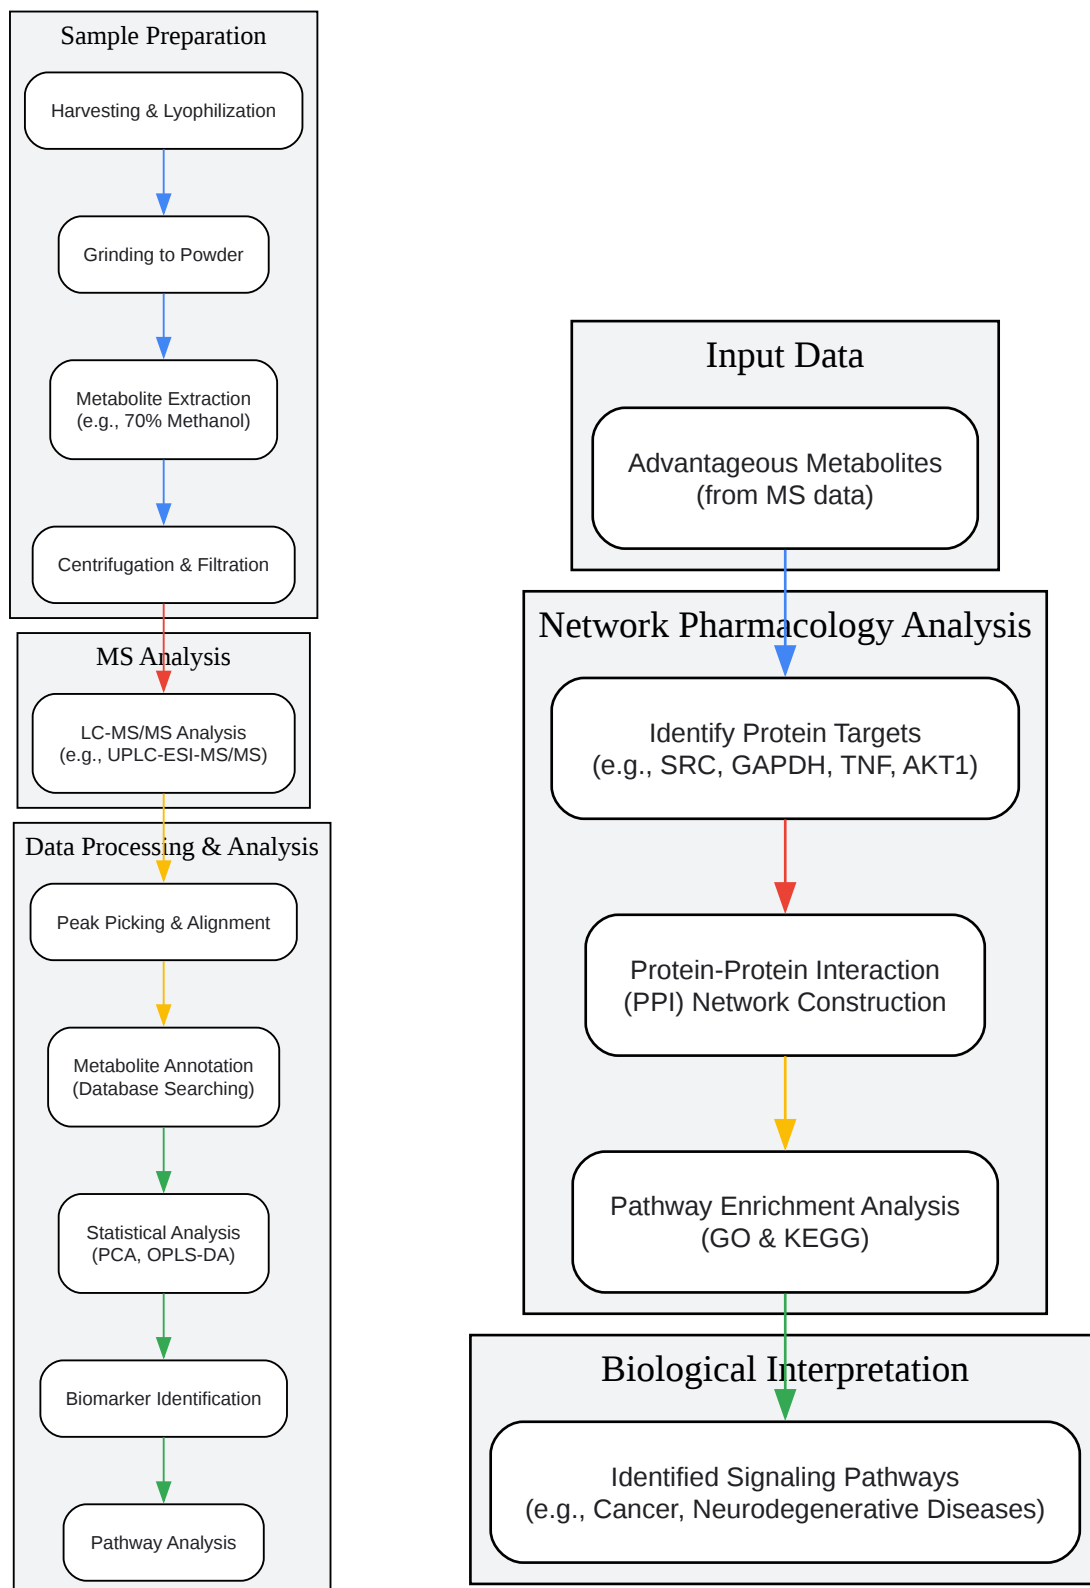 Sample Preparation
Harvesting & Lyophilization
Grinding to Powder
Metabolite Extraction
(e.g., 70% Methanol)
Centrifugation & Filtration
MS Analysis
LC-MS/MS Analysis
(e.g., UPLC-ESI-MS/MS)
Data Processing & Analysis
Peak Picking & Alignment
Metabolite Annotation
(Database Searching)
Statistical Analysis
(PCA, OPLS-DA)
Biomarker Identification
Pathway Analysis
Input Data
Advantageous Metabolites
(from MS data)
Network Pharmacology Analysis
Identify Protein Targets
(e.g., SRC, GAPDH, TNF, AKT1)
Protein-Protein Interaction
(PPI) Network Construction
Pathway Enrichment Analysis
(GO & KEGG)
Biological Interpretation
Identified Signaling Pathways
(e.g., Cancer, Neurodegenerative Diseases)